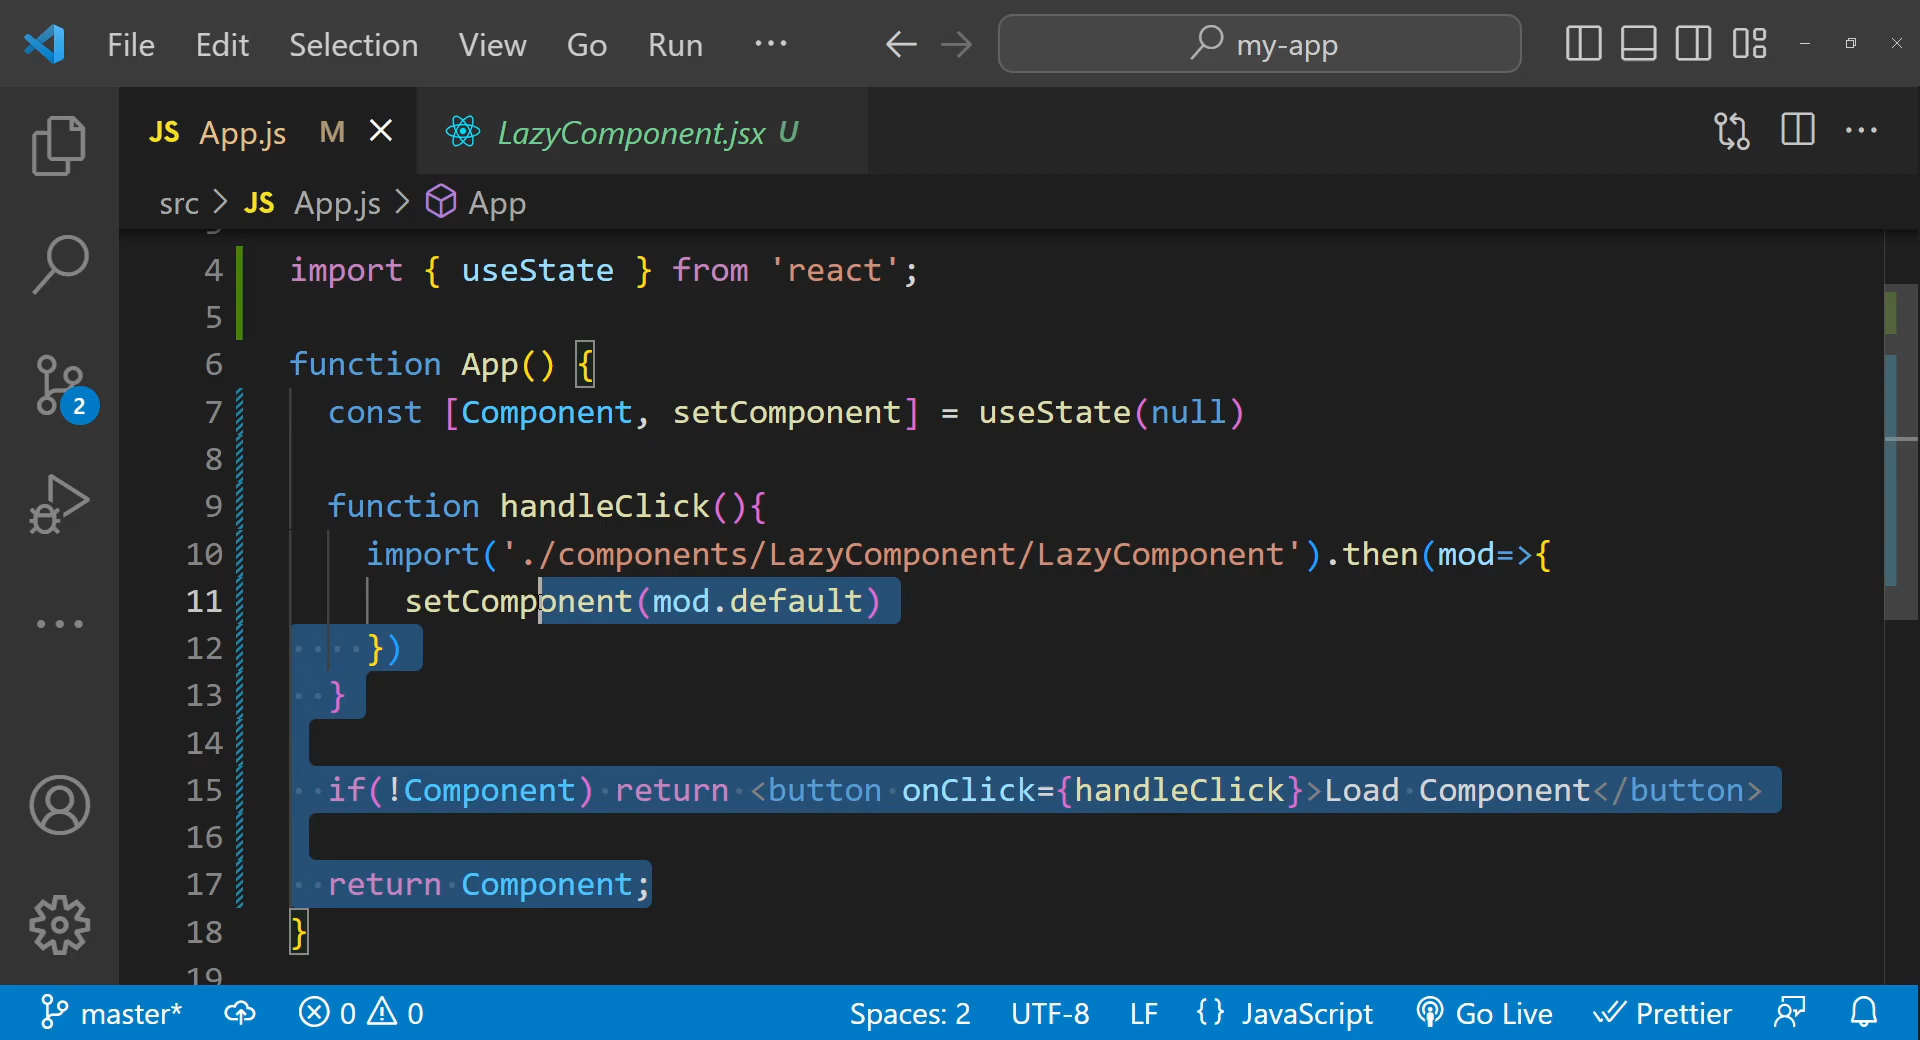 File Edit Selection View Go Run ··· my-app
JS App.js M LazyComponent.jsx U
src > JS App.js > App
4 import { useState } from 'react';
5
6 function App() {
7 const [Component, setComponent] = useState(null)
8
9 function handleClick(){
10 import('./components/LazyComponent/LazyComponent').then(mod=>{
11 setComponent(mod.default)
12 })
13 }
14
15 if(!Component) return <button onClick={handleClick}>Load Component</button>
16
17 return Component;
18 }
19
2
master* 0 0 Spaces: 2 UTF-8 LF {} JavaScript Go Live Prettier